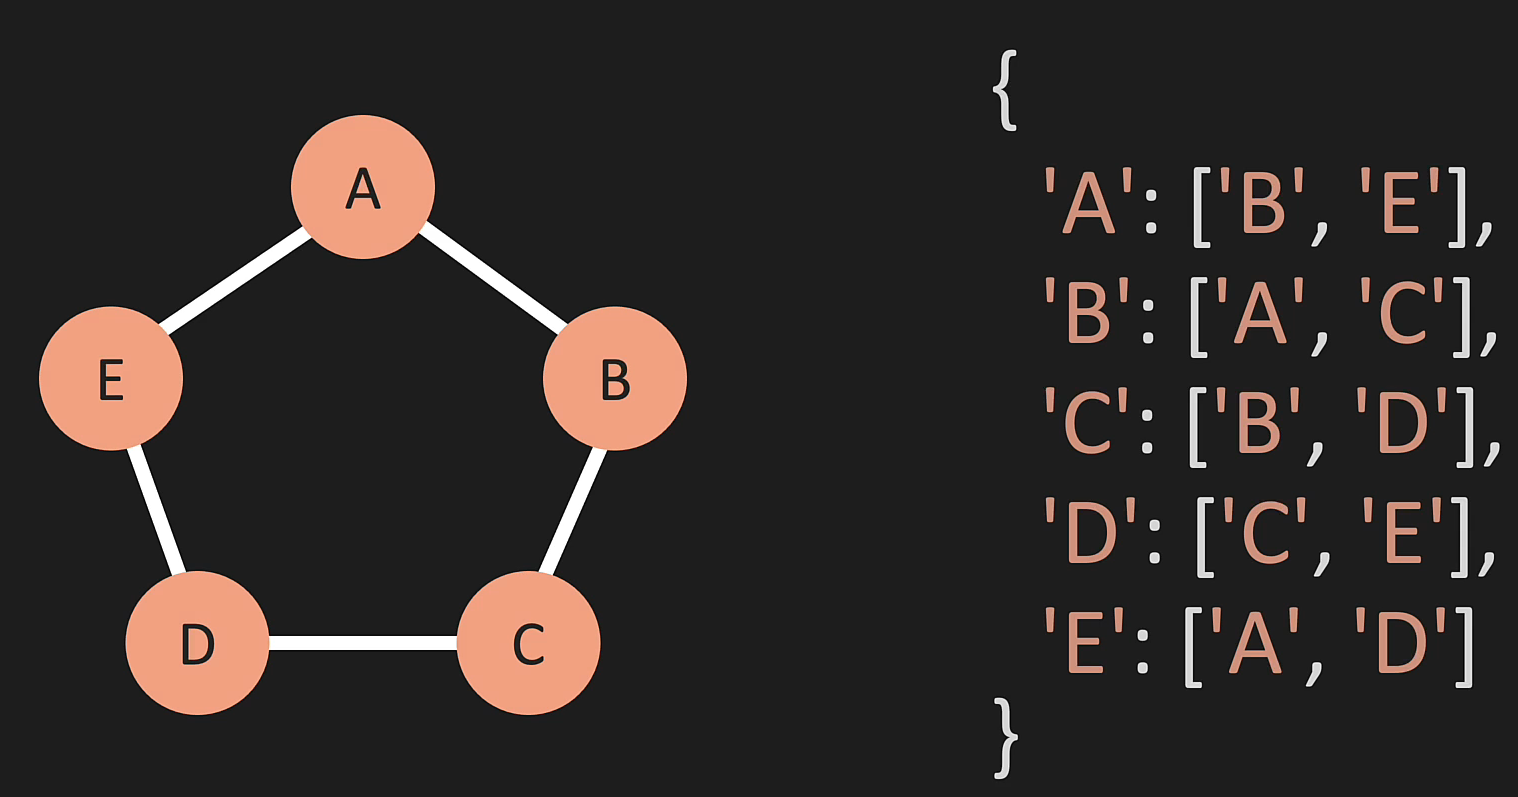 A
E
B
D
C
{
'A': ['B', 'E'],
'B': ['A', 'C'],
'C': ['B', 'D'],
'D': ['C', 'E'],
'E': ['A', 'D']
}